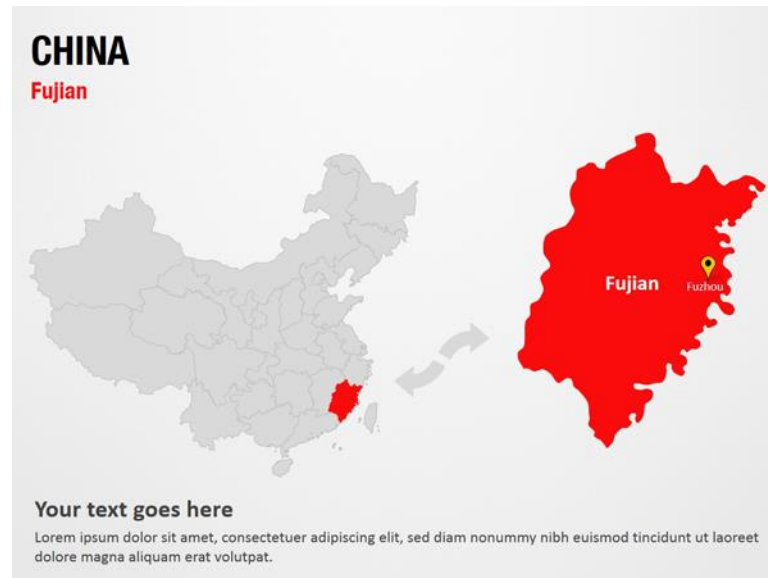 CHINA
Fujian
Fujian
Fuzhou
Your text goes here
Lorem ipsum dolor sit amet, consectetuer adipiscing elit, sed diam nonummy nibh euismod tincidunt ut laoreet
dolore magna aliquam erat volutpat.